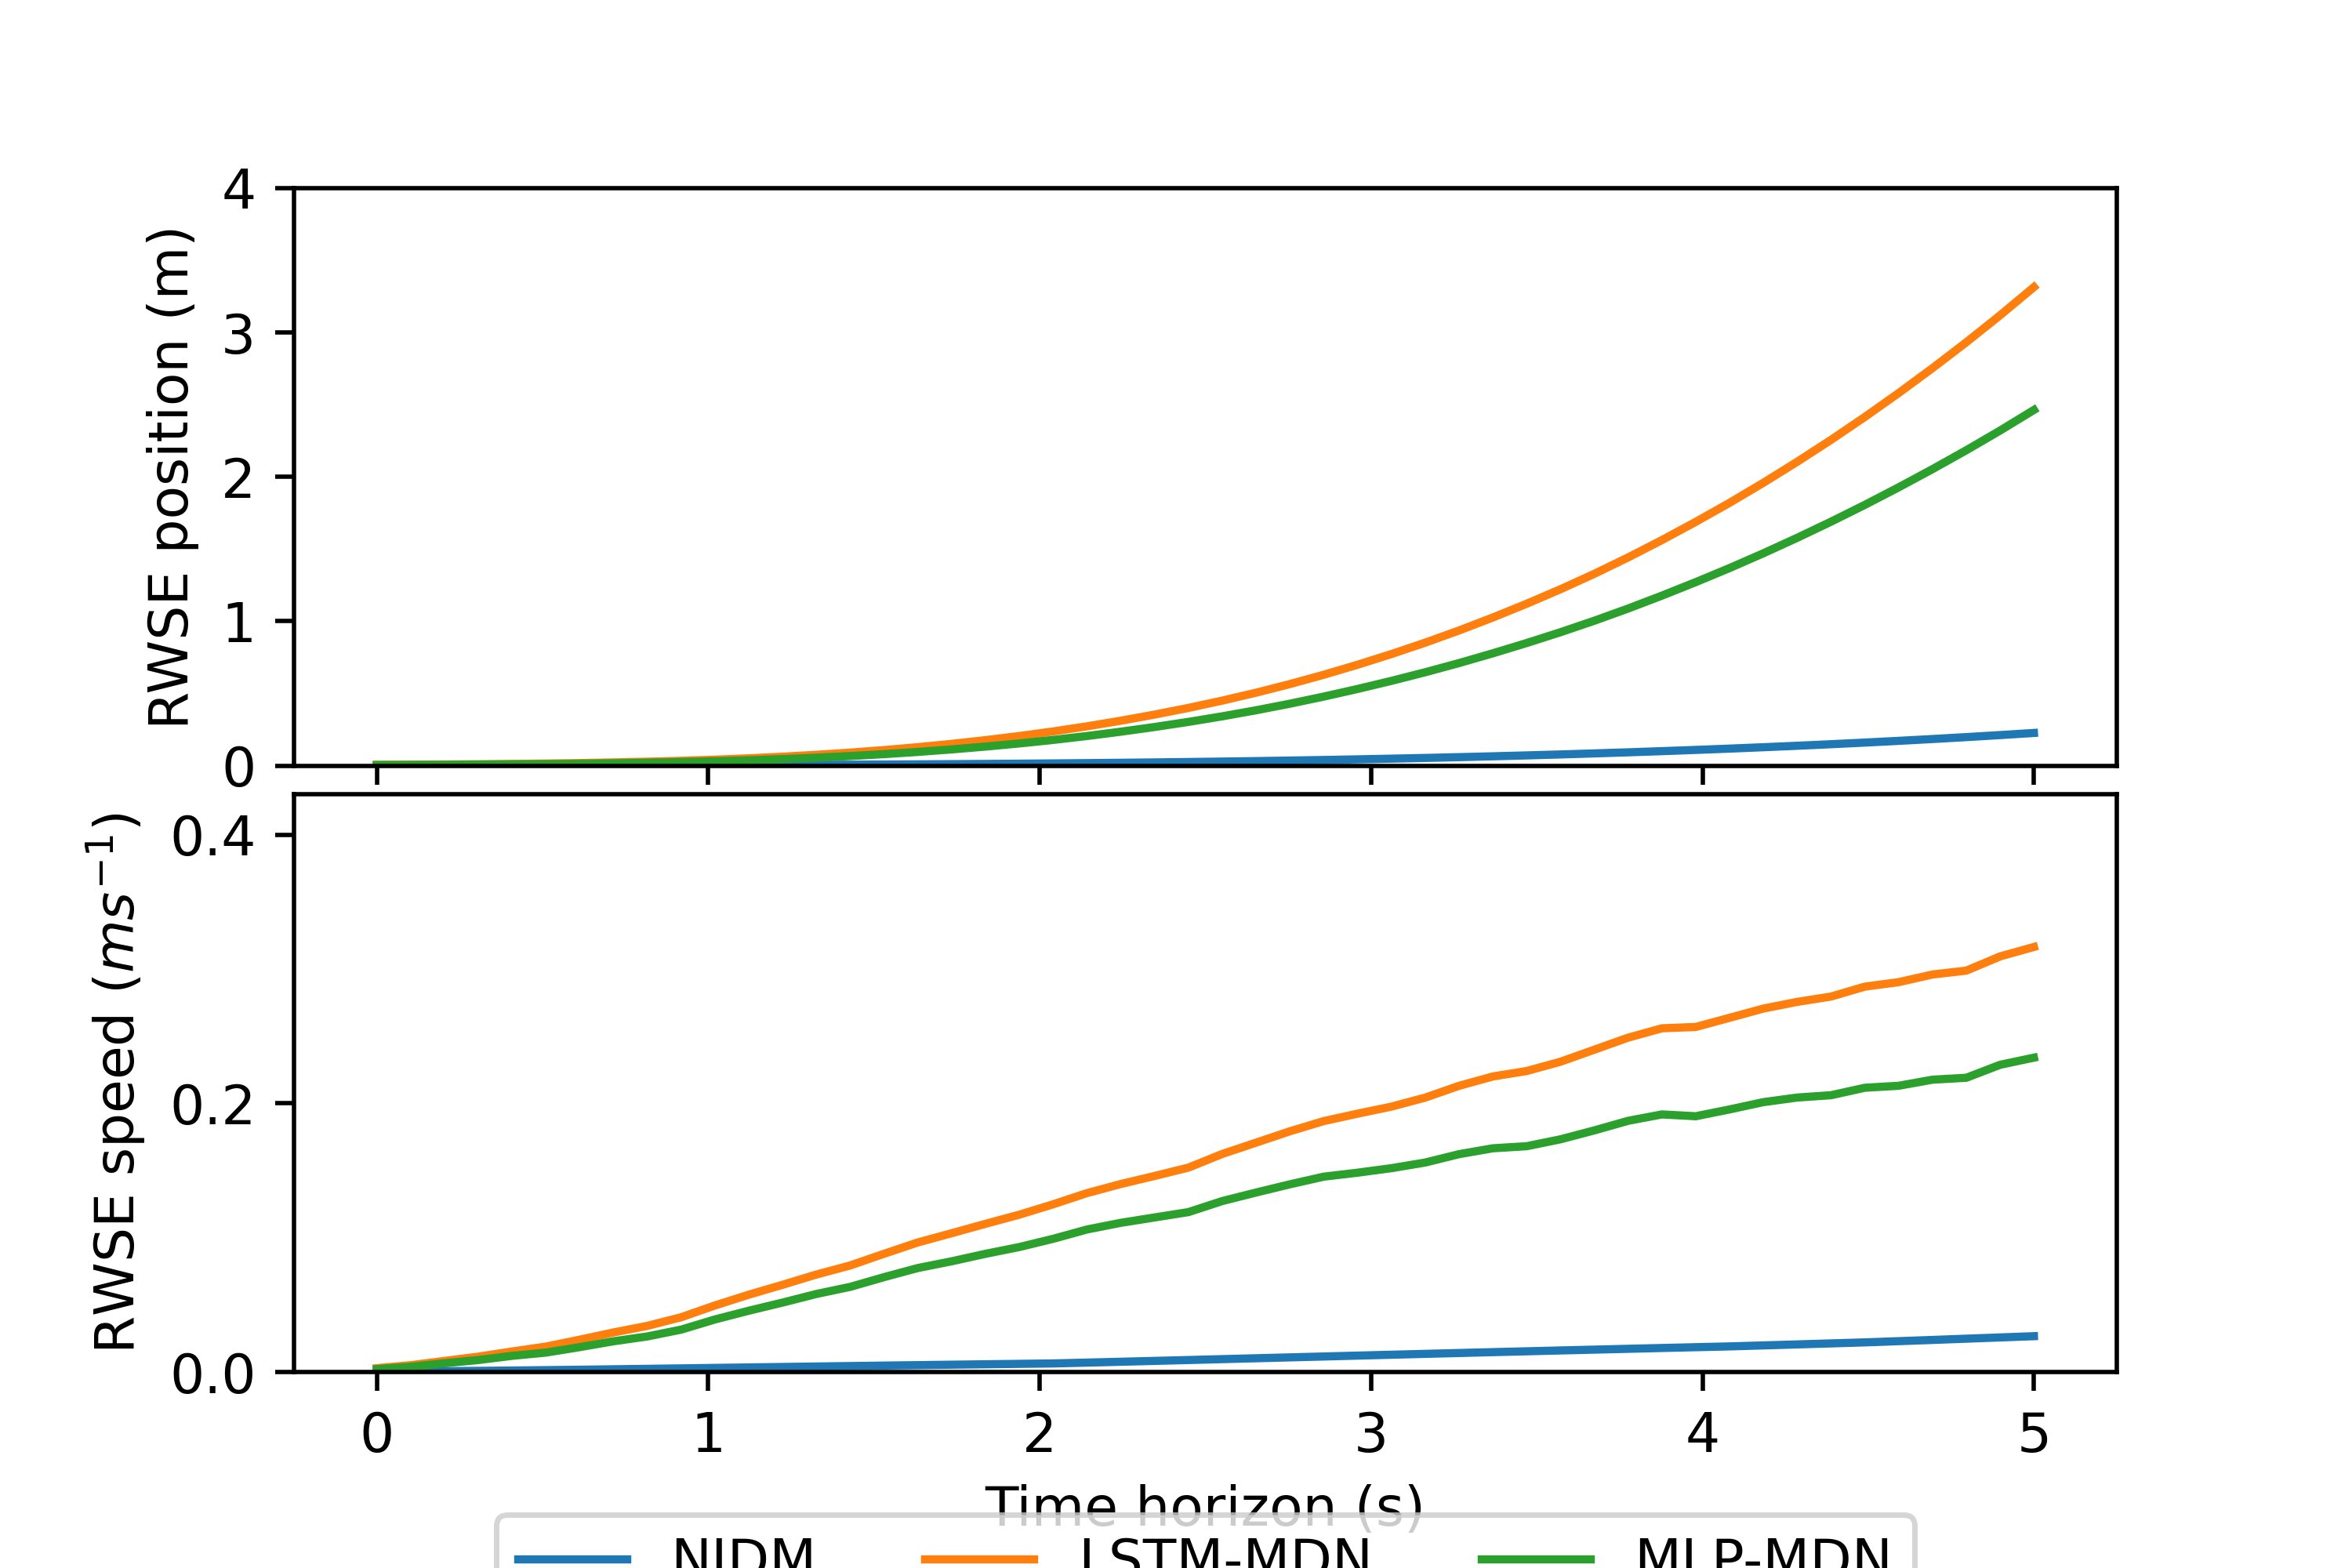 4
3
2
1
0
RWSE position (m)
0.4
0.2
0.0
RWSE speed (ms⁻¹)
0 1 2 3 4 5
Time horizon (s)
NIDM LSTM-MDN MLP-MDN